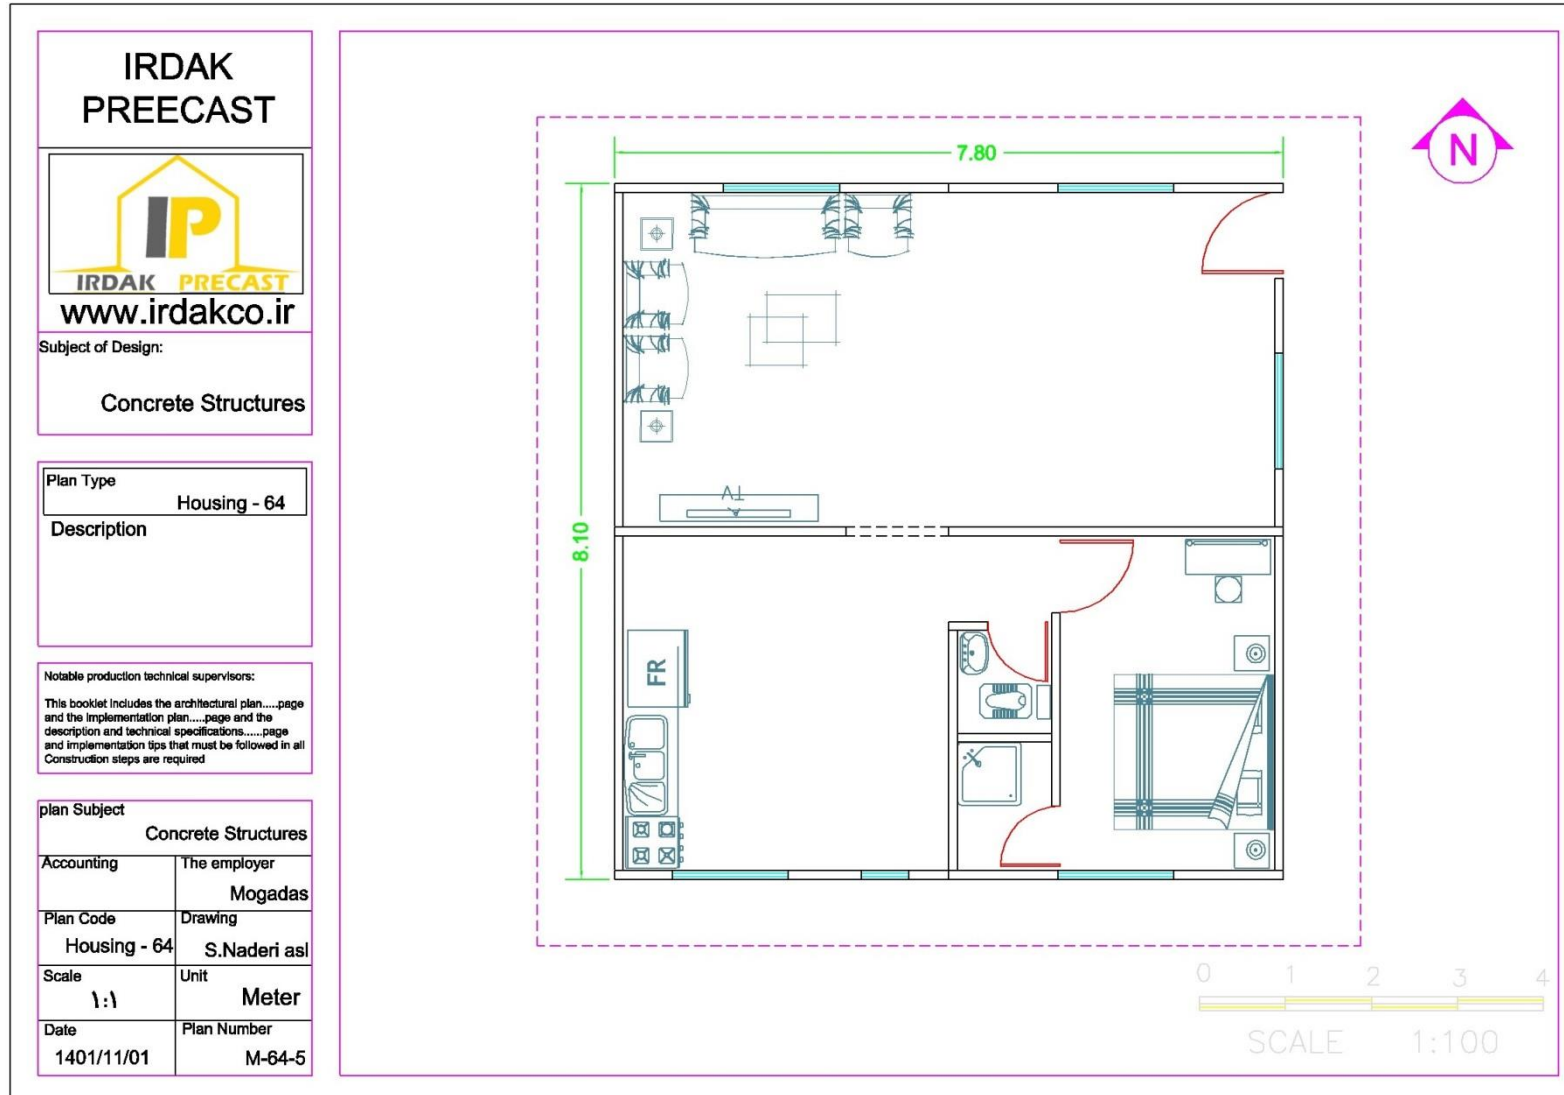 IRDAK
PREECAST
IP
IRDAK PRECAST
www.irdakco.ir
Subject of Design:
Concrete Structures
Plan Type
Housing - 64
Description
Notable production technical supervisors:
This booklet includes the architectural plan.....page
and the implementation plan.....page and the
description and technical specifications......page
and implementation tips that must be followed in all
Construction steps are required
plan Subject
Concrete Structures
Accounting
The employer
Mogadas
Plan Code
Housing - 64
Drawing
S.Naderi asl
Scale
۱:۱
Unit
Meter
Date
1401/11/01
Plan Number
M-64-5
7.80
N
8.10
TV
FR
0 1 2 3 4
SCALE 1:100